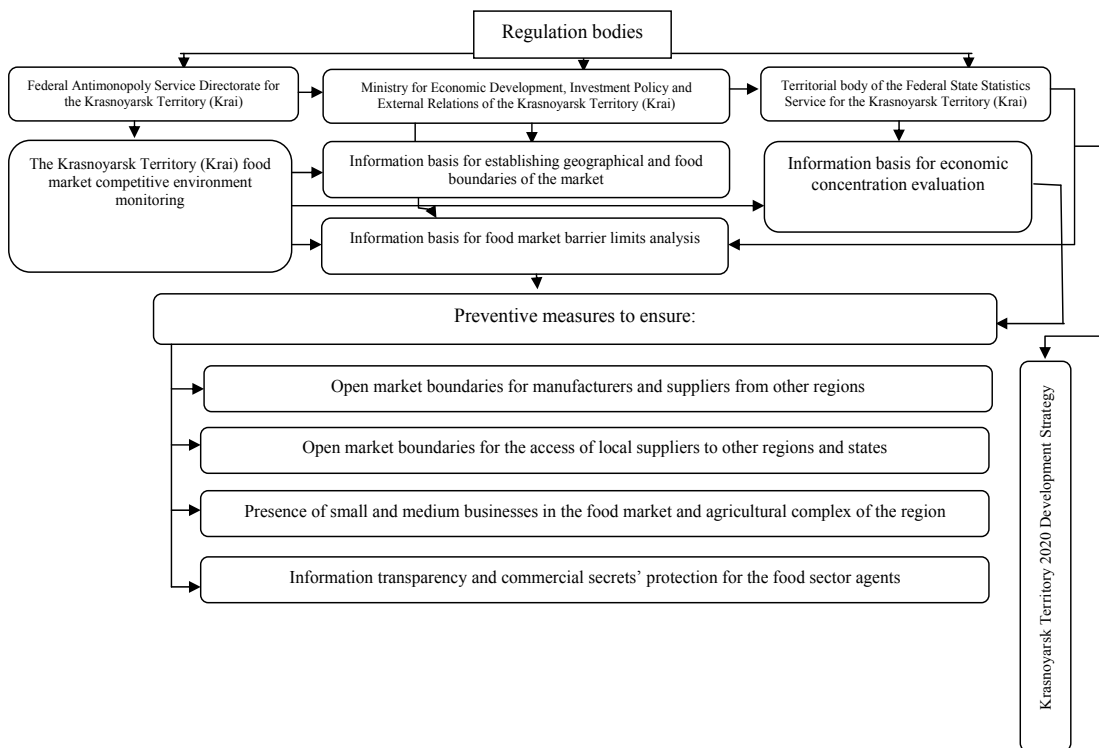 Regulation bodies
Federal Antimonopoly Service Directorate for
the Krasnoyarsk Territory (Krai)
Ministry for Economic Development, Investment Policy and
External Relations of the Krasnoyarsk Territory (Krai)
Territorial body of the Federal State Statistics
Service for the Krasnoyarsk Territory (Krai)
The Krasnoyarsk Territory (Krai) food
market competitive environment
monitoring
Information basis for establishing geographical and food
boundaries of the market
Information basis for economic
concentration evaluation
Information basis for food market barrier limits analysis
Preventive measures to ensure:
Open market boundaries for manufacturers and suppliers from other regions
Open market boundaries for the access of local suppliers to other regions and states
Presence of small and medium businesses in the food market and agricultural complex of the region
Information transparency and commercial secrets’ protection for the food sector agents
Krasnoyarsk Territory 2020 Development Strategy